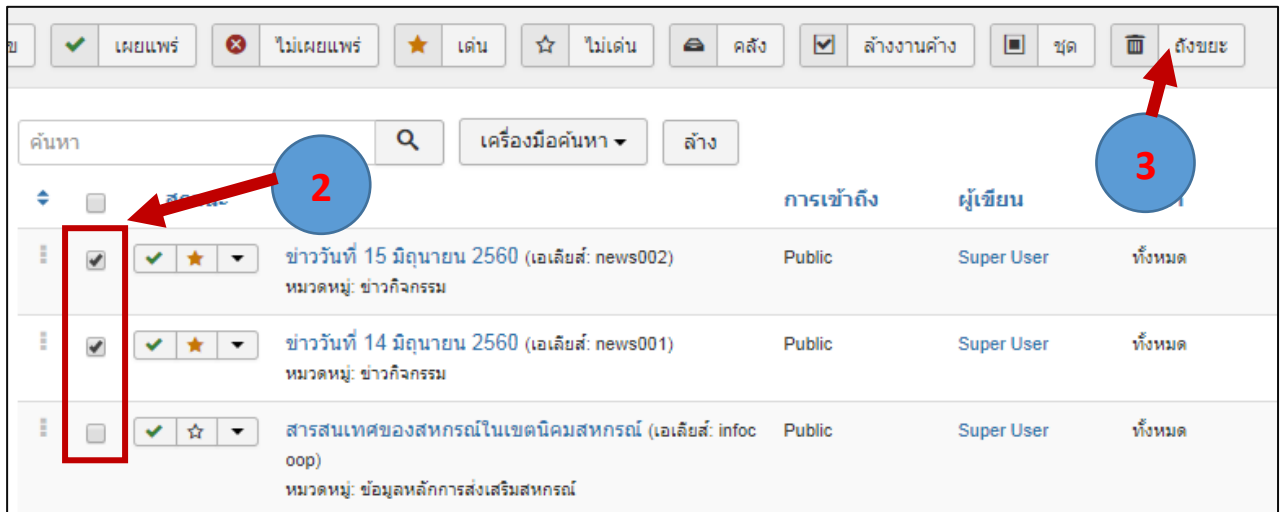 ข เผยแพร่ ไม่เผยแพร่ เด่น ไม่เด่น คลัง ล้างงานค้าง ชุด ถังขยะ
ค้นหา เครื่องมือค้นหา ล้าง
2
3
การเข้าถึง ผู้เขียน
ข่าววันที่ 15 มิถุนายน 2560 (เอเลียส์: news002) Public Super User ทั้งหมด
หมวดหมู่: ข่าวกิจกรรม
ข่าววันที่ 14 มิถุนายน 2560 (เอเลียส์: news001) Public Super User ทั้งหมด
หมวดหมู่: ข่าวกิจกรรม
สารสนเทศของสหกรณ์ในเขตนิคมสหกรณ์ (เอเลียส์: infoc Public Super User ทั้งหมด
oop)
หมวดหมู่: ข้อมูลหลักการส่งเสริมสหกรณ์